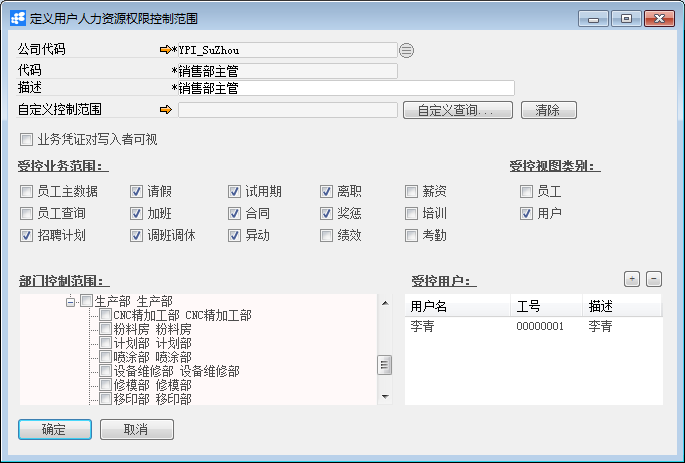 定义用户人力资源权限控制范围
公司代码 *YPI_SuZhou
代码 *销售部主管
描述 *销售部主管
自定义控制范围 自定义查询... 清除
业务凭证对写入者可视
受控业务范围: 受控视图类别:
员工主数据 请假 试用期 离职 薪资 员工
员工查询 加班 合同 奖惩 培训 用户
招聘计划 调班调休 异动 绩效 考勤
部门控制范围: 受控用户: + -
生产部 生产部
CNC精加工部 CNC精加工部
粉料房 粉料房
计划部 计划部
喷涂部 喷涂部
设备维修部 设备维修部
修模部 修模部
移印部 移印部
用户名 工号 描述
李青 00000001 李青
确定 取消